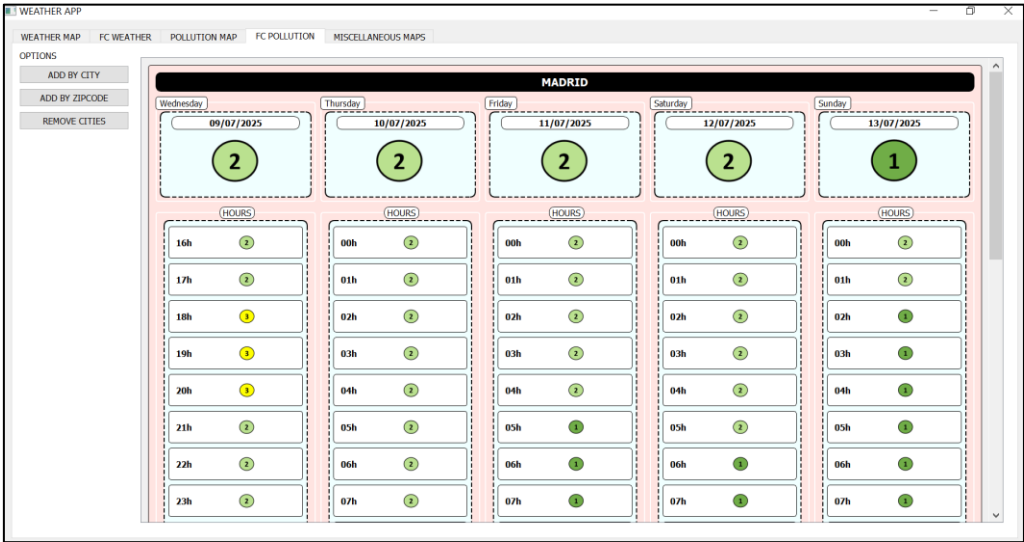 WEATHER APP
WEATHER MAP FC WEATHER POLLUTION MAP FC POLLUTION MISCELLANEOUS MAPS
OPTIONS
ADD BY CITY
ADD BY ZIPCODE
REMOVE CITIES
MADRID
Wednesday Thursday Friday Saturday Sunday
09/07/2025 10/07/2025 11/07/2025 12/07/2025 13/07/2025
2 2 2 2 1
HOURS HOURS HOURS HOURS HOURS
16h 2 00h 2 00h 2 00h 2 00h 2
17h 2 01h 2 01h 2 01h 2 01h 2
18h 3 02h 2 02h 2 02h 2 02h 1
19h 3 03h 2 03h 2 03h 2 03h 1
20h 3 04h 2 04h 2 04h 2 04h 1
21h 2 05h 2 05h 1 05h 2 05h 1
22h 2 06h 2 06h 1 06h 1 06h 1
23h 2 07h 2 07h 1 07h 1 07h 1